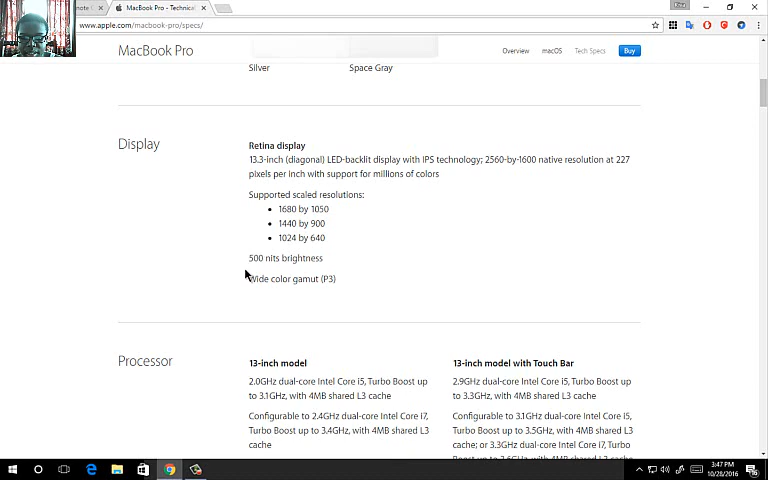 MacBook Pro - Technical
www.apple.com/macbook-pro/specs/
MacBook Pro
Overview macOS Tech Specs Buy
Silver Space Gray
Display
Retina display
13.3-inch (diagonal) LED-backlit display with IPS technology; 2560-by-1600 native resolution at 227
pixels per inch with support for millions of colors
Supported scaled resolutions:
• 1680 by 1050
• 1440 by 900
• 1024 by 640
500 nits brightness
Wide color gamut (P3)
Processor
13-inch model
2.0GHz dual-core Intel Core i5, Turbo Boost up
to 3.1GHz, with 4MB shared L3 cache
Configurable to 2.4GHz dual-core Intel Core i7,
Turbo Boost up to 3.4GHz, with 4MB shared L3
cache
13-inch model with Touch Bar
2.9GHz dual-core Intel Core i5, Turbo Boost up
to 3.3GHz, with 4MB shared L3 cache
Configurable to 3.1GHz dual-core Intel Core i5,
Turbo Boost up to 3.5GHz, with 4MB shared L3
cache; or 3.3GHz dual-core Intel Core i7, Turbo
3:47 PM
10/28/2016